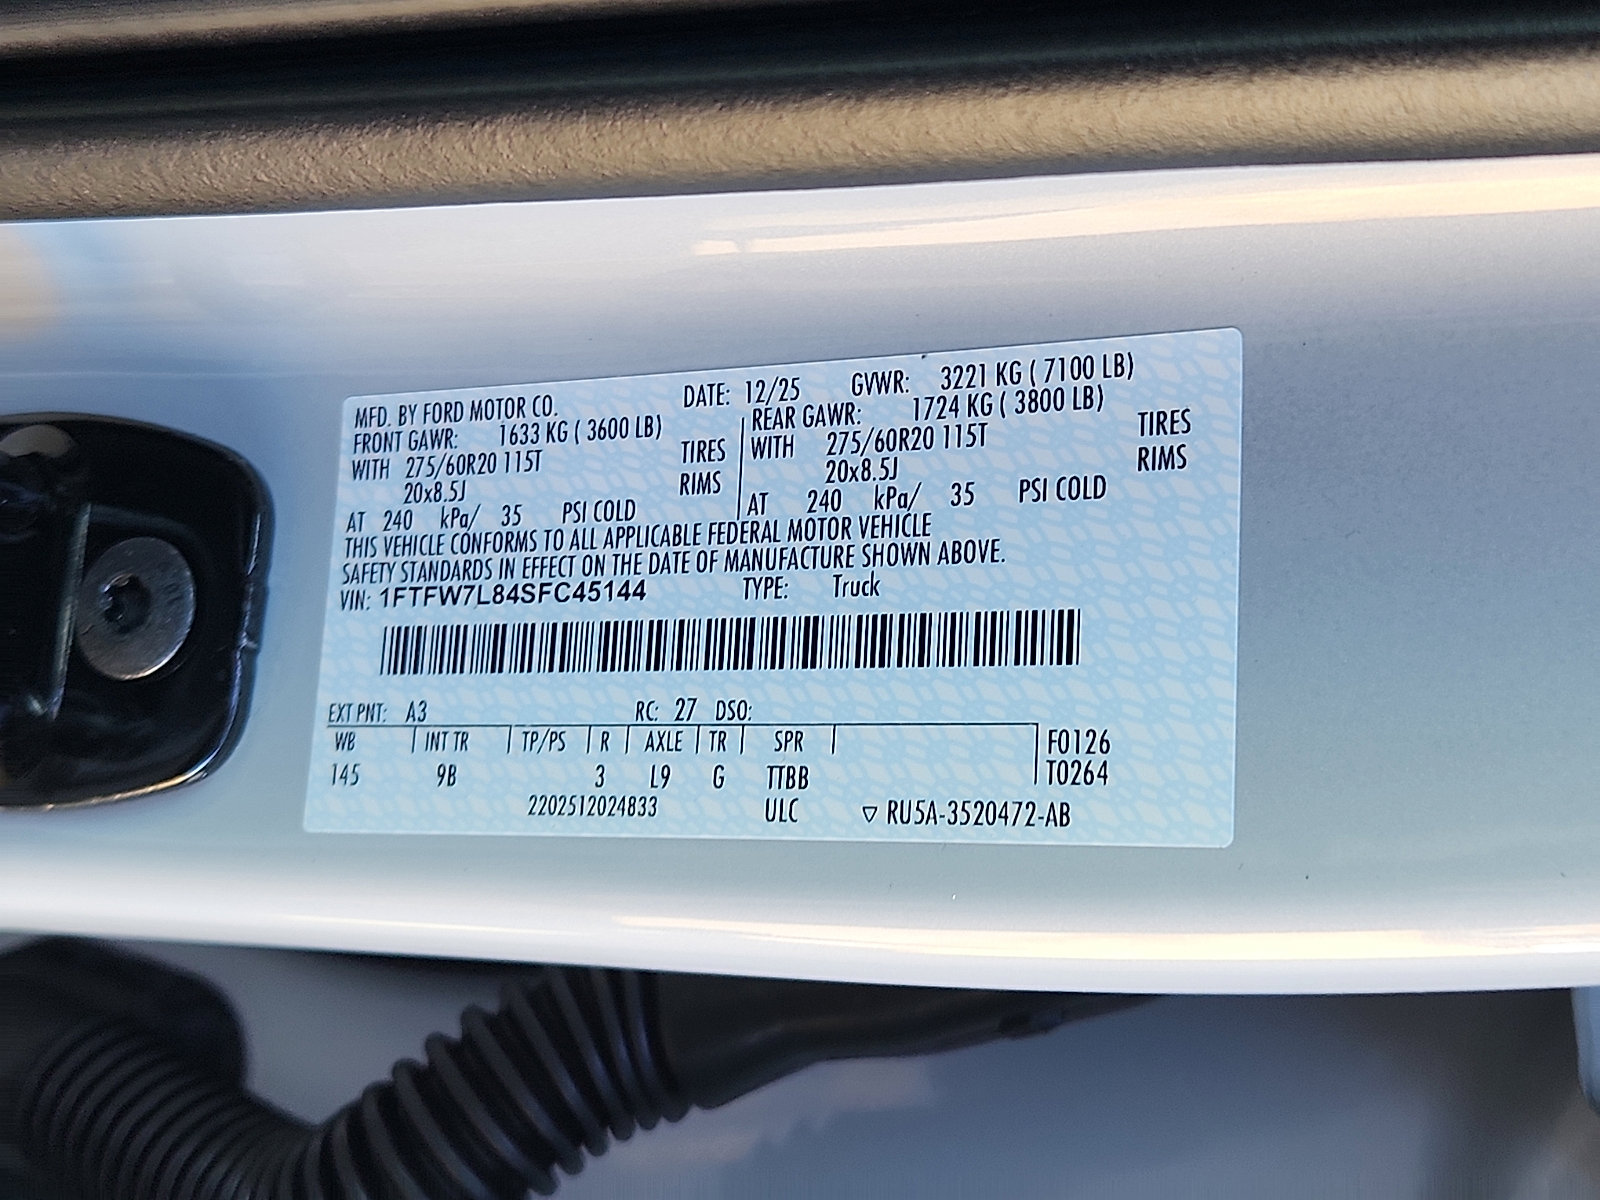 MFD. BY FORD MOTOR CO. DATE: 12/25 GVWR: 3221 KG ( 7100 LB)
FRONT GAWR: 1633 KG ( 3600 LB) REAR GAWR: 1724 KG ( 3800 LB)
WITH 275/60R20 115T TIRES WITH 275/60R20 115T TIRES
20x8.5J RIMS 20x8.5J RIMS
AT 240 kPa/ 35 PSI COLD AT 240 kPa/ 35 PSI COLD
THIS VEHICLE CONFORMS TO ALL APPLICABLE FEDERAL MOTOR VEHICLE
SAFETY STANDARDS IN EFFECT ON THE DATE OF MANUFACTURE SHOWN ABOVE.
VIN: 1FTFW7L84SFC45144 TYPE: Truck
EXT PNT: A3 RC: 27 DSO:
WB INT TR TP/PS R AXLE TR SPR F0126
145 9B 3 L9 G TTBB T0264
2202512024833 ULC ▽ RU5A-3520472-AB